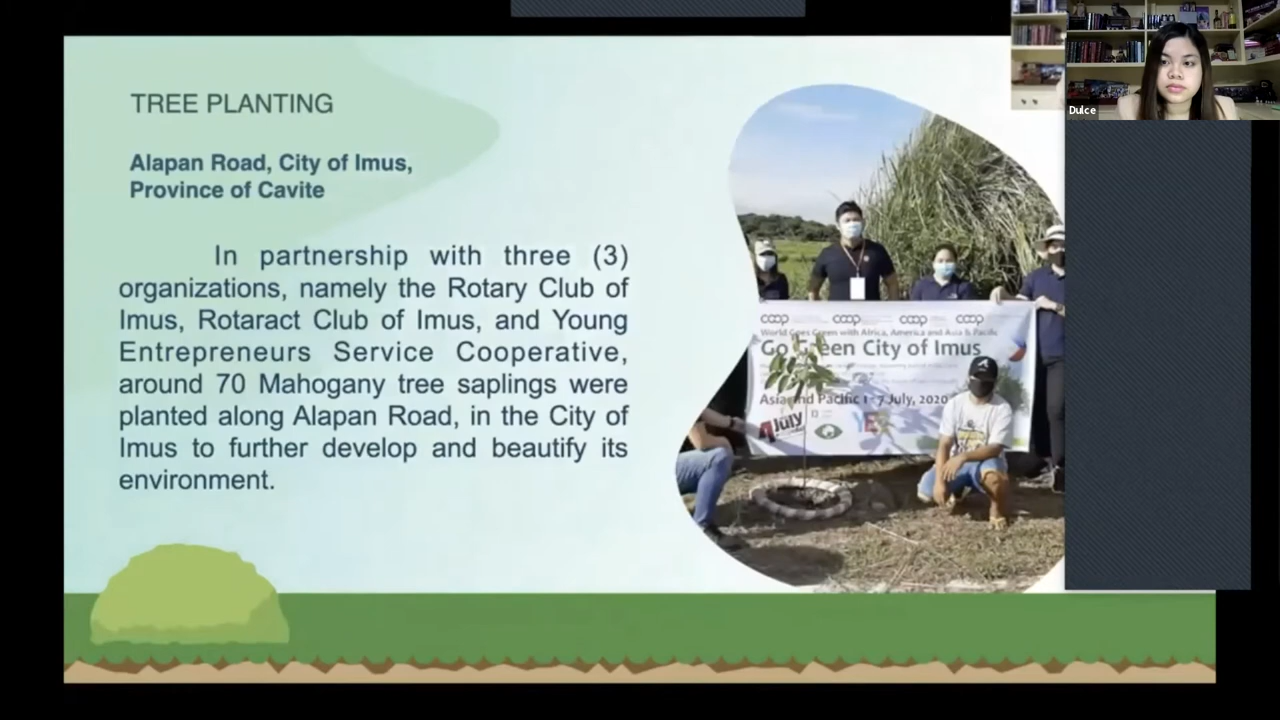 Dulce
TREE PLANTING
Alapan Road, City of Imus,
Province of Cavite
In partnership with three (3)
organizations, namely the Rotary Club of
Imus, Rotaract Club of Imus, and Young
Entrepreneurs Service Cooperative,
around 70 Mahogany tree saplings were
planted along Alapan Road, in the City of
Imus to further develop and beautify its
environment.
coop coop coop coop
World Goes Green with Africa, America and Asia & Pacific
Go Green City of Imus
Asia and Pacific 1 - 7 July, 2020
4 July